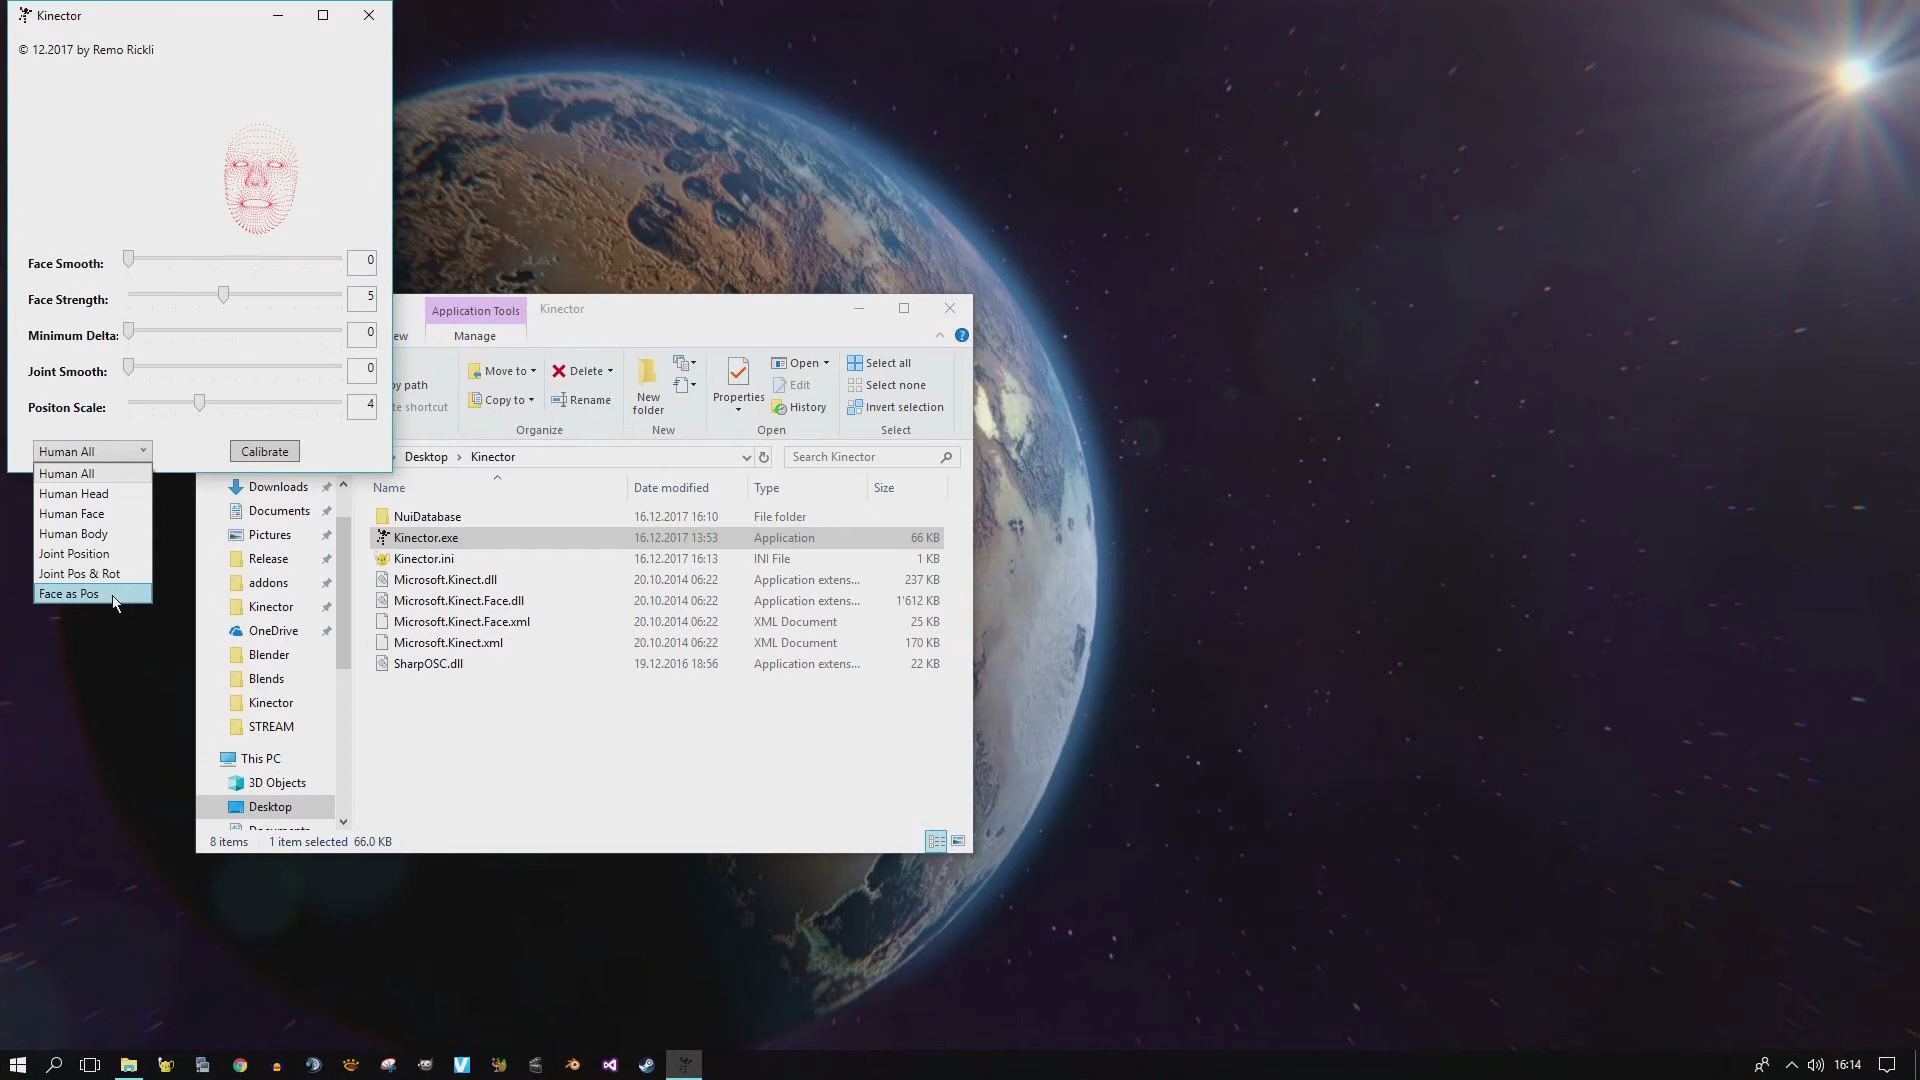 Kinector
© 12.2017 by Remo Rickli
Face Smooth: 0
Face Strength: 5
Minimum Delta: 0
Joint Smooth: 0
Positon Scale: 4
Human All
Calibrate
Human All
Human Head
Human Face
Human Body
Joint Position
Joint Pos & Rot
Face as Pos
Application Tools
Kinector
Manage
Move to
Delete
Copy to
Rename
New
folder
Properties
Open
Edit
History
Select all
Select none
Invert selection
Organize
New
Open
Select
Desktop
Kinector
Search Kinector
Name Date modified Type Size
NuiDatabase 16.12.2017 16:10 File folder
Kinector.exe 16.12.2017 13:53 Application 66 KB
Kinector.ini 16.12.2017 16:13 INI File 1 KB
Microsoft.Kinect.dll 20.10.2014 06:22 Application extens... 237 KB
Microsoft.Kinect.Face.dll 20.10.2014 06:22 Application extens... 1'612 KB
Microsoft.Kinect.Face.xml 20.10.2014 06:22 XML Document 25 KB
Microsoft.Kinect.xml 20.10.2014 06:22 XML Document 170 KB
SharpOSC.dll 19.12.2016 18:56 Application extens... 22 KB
Downloads
Documents
Pictures
Release
addons
Kinector
OneDrive
Blender
Blends
Kinector
STREAM
This PC
3D Objects
Desktop
8 items 1 item selected 66.0 KB
16:14